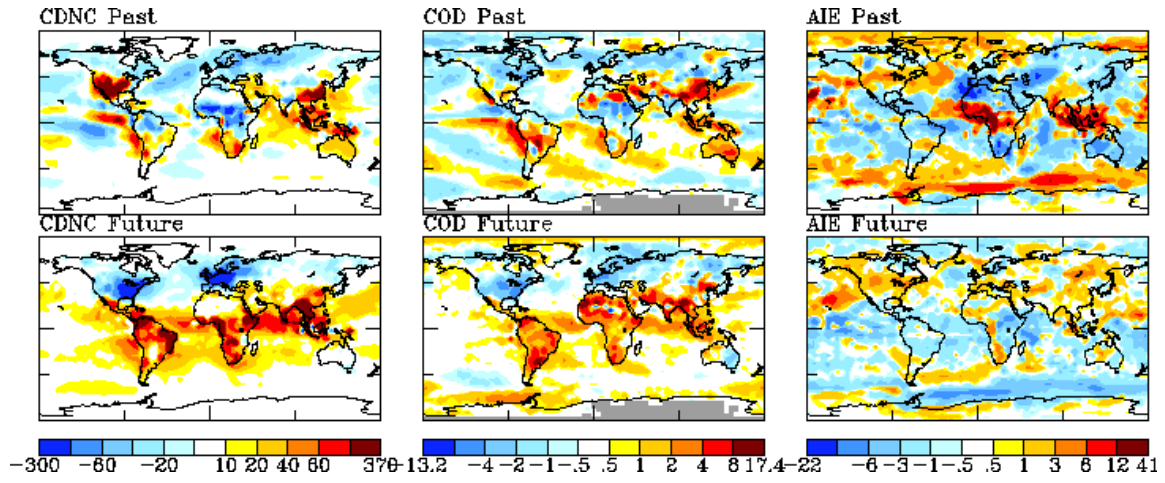 CDNC Past COD Past AIE Past
CDNC Future COD Future AIE Future
-300 -60 -20 10 20 40 60 370 -13.2 -4 -2 -1 -.5 .5 1 2 4 8 17.4 -22 -6 -3 -1 -.5 .5 1 3 6 12 41